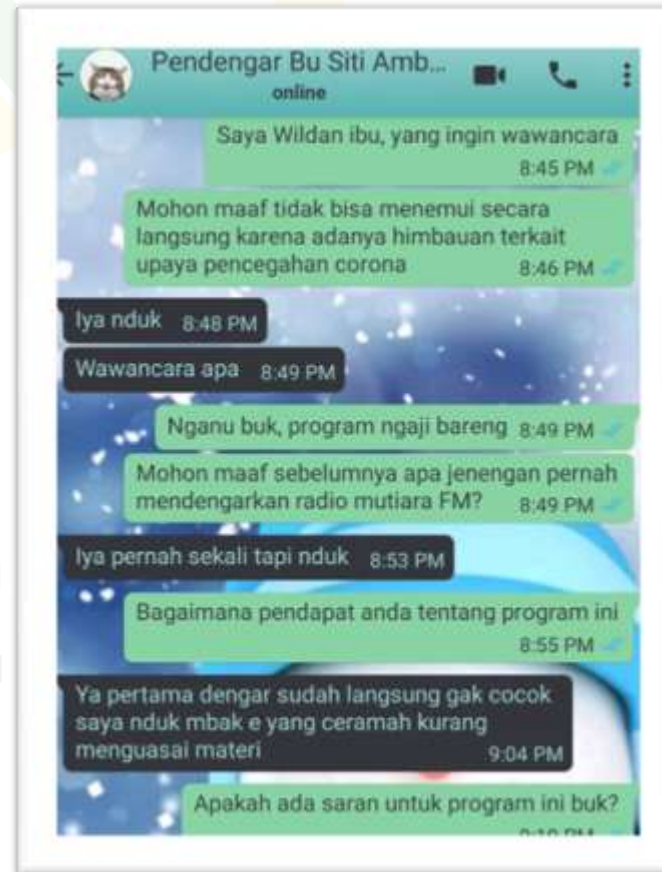 Pendengar Bu Siti Amb...
online
Saya Wildan ibu, yang ingin wawancara
8:45 PM
Mohon maaf tidak bisa menemui secara
langsung karena adanya himbauan terkait
upaya pencegahan corona 8:46 PM
Iya nduk 8:48 PM
Wawancara apa 8:49 PM
Nganu buk, program ngaji bareng 8:49 PM
Mohon maaf sebelumnya apa jenengan pernah
mendengarkan radio mutiara FM? 8:49 PM
Iya pernah sekali tapi nduk 8:53 PM
Bagaimana pendapat anda tentang program ini
8:55 PM
Ya pertama dengar sudah langsung gak cocok
saya nduk mbak e yang ceramah kurang
menguasai materi 9:04 PM
Apakah ada saran untuk program ini buk?